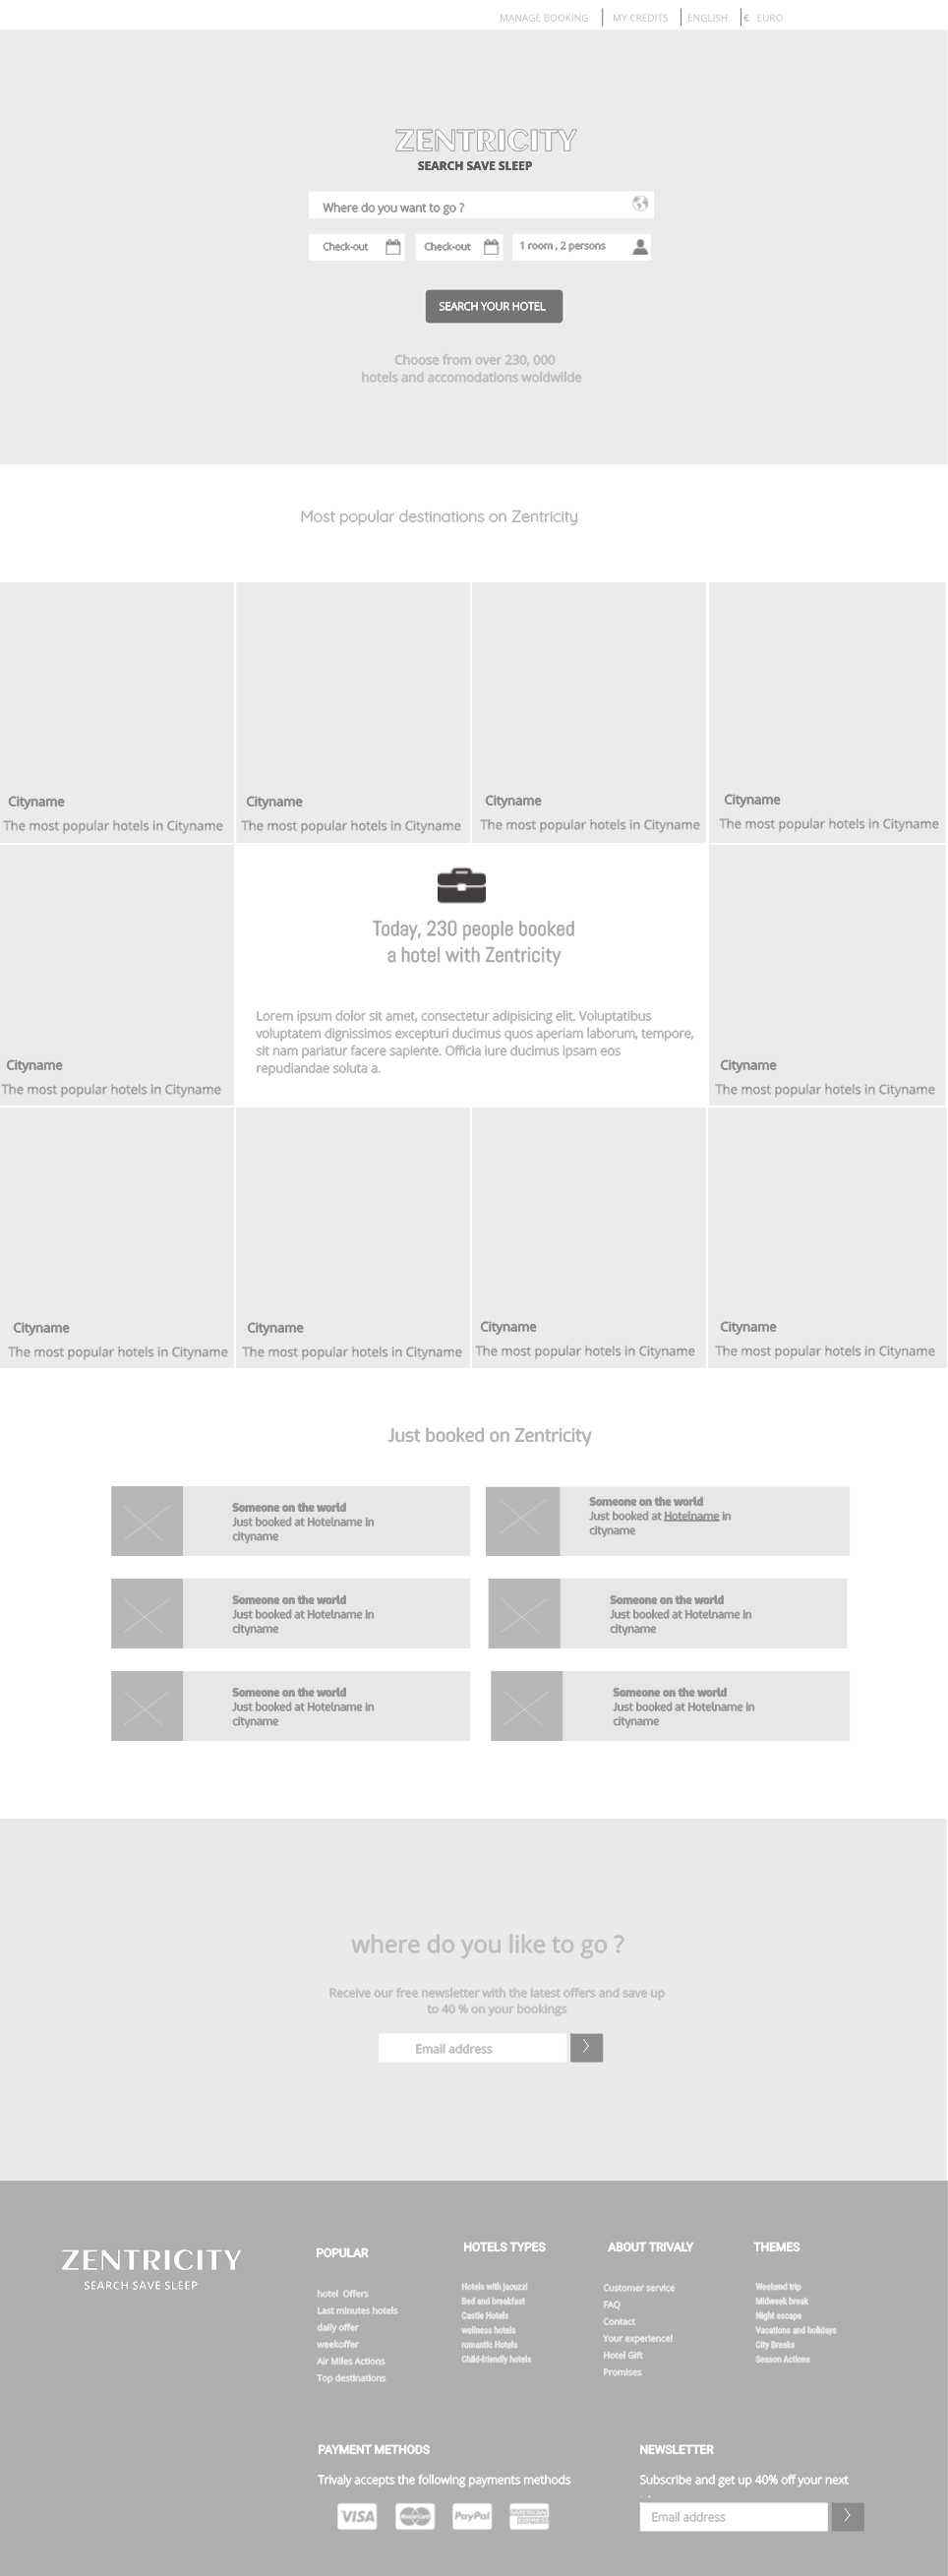 MANAGE BOOKING MY CREDITS ENGLISH € EURO
ZENTRICITY
SEARCH SAVE SLEEP
Where do you want to go ?
Check-out Check-out 1 room , 2 persons
SEARCH YOUR HOTEL
Choose from over 230, 000
hotels and accomodations woldwilde
Most popular destinations on Zentricity
Cityname
The most popular hotels in Cityname
Cityname
The most popular hotels in Cityname
Cityname
The most popular hotels in Cityname
Cityname
The most popular hotels in Cityname
Cityname
The most popular hotels in Cityname
Today, 230 people booked
a hotel with Zentricity
Lorem ipsum dolor sit amet, consectetur adipisicing elit. Voluptatibus
voluptatem dignissimos excepturi ducimus quos aperiam laborum, tempore,
sit nam pariatur facere sapiente. Officia iure ducimus ipsam eos
repudiandae soluta a.
Cityname
The most popular hotels in Cityname
Cityname
The most popular hotels in Cityname
Cityname
The most popular hotels in Cityname
Cityname
The most popular hotels in Cityname
Cityname
The most popular hotels in Cityname
Just booked on Zentricity
Someone on the world
Just booked at Hotelname in
cityname
Someone on the world
Just booked at Hotelname in
cityname
Someone on the world
Just booked at Hotelname in
cityname
Someone on the world
Just booked at Hotelname in
cityname
Someone on the world
Just booked at Hotelname in
cityname
Someone on the world
Just booked at Hotelname in
cityname
where do you like to go ?
Receive our free newsletter with the latest offers and save up
to 40 % on your bookings
Email address
ZENTRICITY
SEARCH SAVE SLEEP
POPULAR
hotel Offers
Last minutes hotels
daily offer
weekoffer
Air Miles Actions
Top destinations
HOTELS TYPES
Hotels with jacuzzi
Bed and breakfast
Castle Hotels
wellness hotels
romantic Hotels
Child-friendly hotels
ABOUT TRIVALY
Customer service
FAQ
Contact
Your experience!
Hotel Gift
Promises
THEMES
Weekend trip
Midweek break
Night escape
Vacations and holidays
City Breaks
Season Actions
PAYMENT METHODS
Trivaly accepts the following payments methods
VISA MasterCard PayPal AMERICAN EXPRESS
NEWSLETTER
Subscribe and get up 40% off your next
Email address